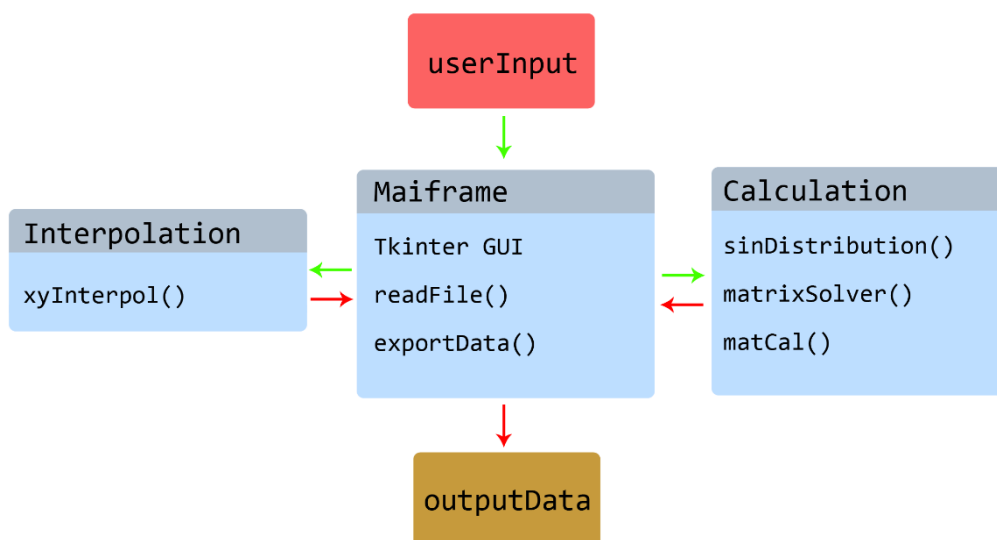 userInput
Maiframe
Tkinter GUI
readFile()
exportData()
Interpolation
xyInterpol()
Calculation
sinDistribution()
matrixSolver()
matCal()
outputData